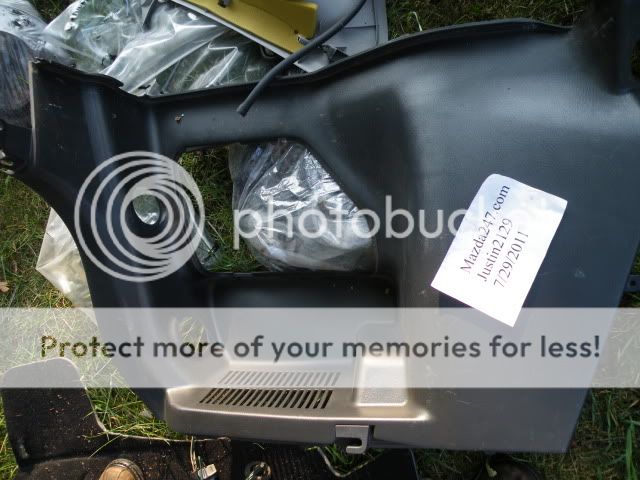 photobucket
Mazda247.com
Justin2129
7/29/2011
Protect more of your memories for less!